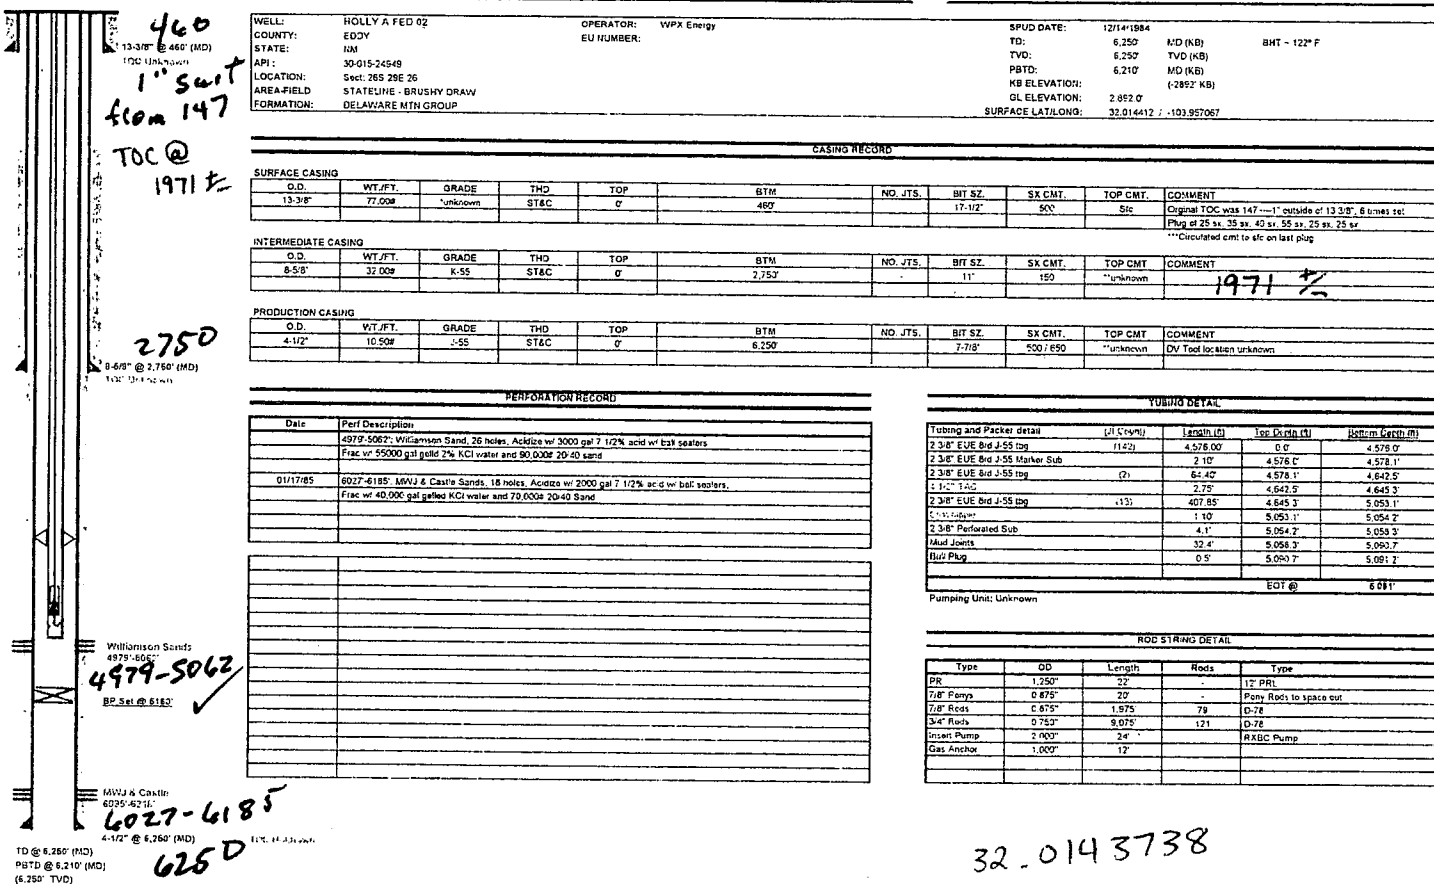 WELL: HOLLY A FED 02 OPERATOR: WPX Energy SPUD DATE: 12/14/1984
COUNTY: EDDY EU NUMBER: TD: 6,250' MD (KB) BHT ~ 122° F
STATE: NM TVD: 6,250' TVD (KB)
API : 30-015-24949 PBTD: 6,210' MD (KB)
LOCATION: Sect: 26S 29E 26 KB ELEVATION: (-2892' KB)
AREA-FIELD STATELINE - BRUSHY DRAW GL ELEVATION: 2,892.0'
FORMATION: DELAWARE MTN GROUP SURFACE LAT/LONG: 32.014412 / -103.957067
460
13-3/8" @ 460' (MD)
TOC Unknown
1"
from 147
TOC @
1971 +/-
2750
8-5/8" @ 2,750' (MD)
TOC Unknown
Williamson Sands
4979'-5062'
4979-5062
BP Set @ 5150'
MWJ & Castle
6027-6185
4-1/2" @ 6,250' (MD)
TOC Unknown
6250
TD @ 6,250' (MD)
PBTD @ 6,210' (MD)
(6,250' TVD)
CASING RECORD
SURFACE CASING
O.D. WT./FT. GRADE THD TOP BTM NO. JTS. BIT SZ. SX CMT. TOP CMT. COMMENT
13-3/8" 77.00# *unknown ST&C 0' 460' 17-1/2" 500 Sfc Orginal TOC was 147'----1" outside of 13 3/8", 6 times set
Plug of 25 sx, 35 sx, 40 sx, 55 sx, 25 sx, 25 sx
***Circulated cmt to sfc on last plug
INTERMEDIATE CASING
O.D. WT./FT. GRADE THD TOP BTM NO. JTS. BIT SZ. SX CMT. TOP CMT COMMENT
8-5/8" 32.00# K-55 ST&C 0' 2,750' - 11" 150 **unknown 1971 +/-
PRODUCTION CASING
O.D. WT./FT. GRADE THD TOP BTM NO. JTS. BIT SZ. SX CMT. TOP CMT COMMENT
4-1/2" 10.50# J-55 ST&C 0' 6,250' 7-7/8" 500 / 650 **unknown DV Tool location unknown
PERFORATION RECORD
Date Perf Description
4979'-5062'; Williamson Sand, 26 holes, Acidize w/ 3000 gal 7 1/2% acid w/ ball sealers
Frac w/ 55000 gal gelld 2% KCl water and 90,000# 20/40 sand
01/17/85 6027'-6185', MWJ & Castle Sands, 18 holes, Acidize w/ 2000 gal 7 1/2% acid w/ ball sealers,
Frac w/ 40,000 gal gelled KCl water and 70,000# 20/40 Sand
TUBING DETAIL
Tubing and Packer detail (Jt Count) Length (ft) Top Depth (ft) Bottom Depth (ft)
2 3/8" EUE 8rd J-55 tbg (142) 4,576.00' 0.0' 4,576.0'
2 3/8" EUE 8rd J-55 Marker Sub 2.10' 4,576.0' 4,578.1'
2 3/8" EUE 8rd J-55 tbg (2) 64.40' 4,578.1' 4,642.5'
4 1/2" TAC 2.75' 4,642.5' 4,645.3'
2 3/8" EUE 8rd J-55 tbg (13) 407.85' 4,645.3' 5,053.1'
1.10' 5,053.1' 5,054.2'
2 3/8" Perforated Sub 4.1' 5,054.2' 5,058.3'
Mud Joints 32.4' 5,058.3' 5,090.7'
Bull Plug 0.5' 5,090.7' 5,091.2'
EOT @
Pumping Unit: Unknown
ROD STRING DETAIL
Type OD Length Rods Type
PR 1.250" 22' - 12' PRL
7/8" Ponys 0.875" 20' - Pony Rods to space out
7/8" Rods 0.875" 1,975' 79 D-78
3/4" Rods 0.750" 121 D-78
Insert Pump 2.000" 24' RXBC Pump
Gas Anchor 1.000" 12'
32.0143738